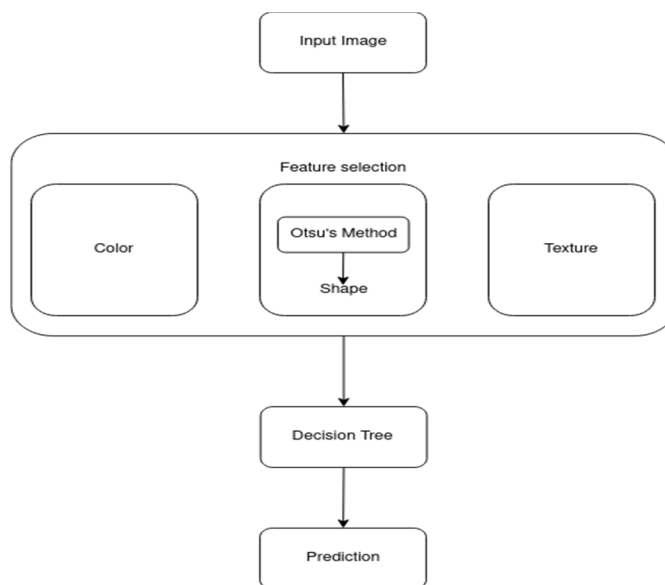 Input Image
Feature selection
Color
Otsu's Method
Shape
Texture
Decision Tree
Prediction